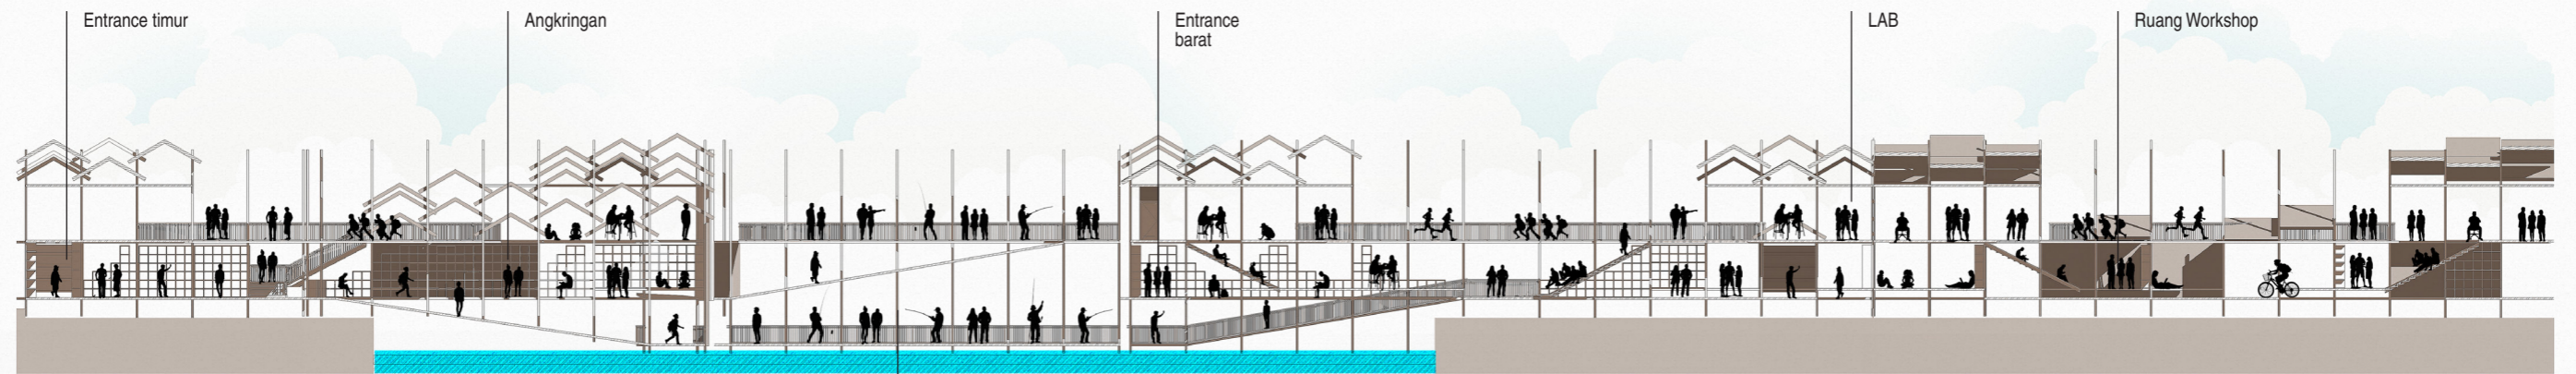 Entrance timur
Angkringan
Entrance
barat
LAB
Ruang Workshop